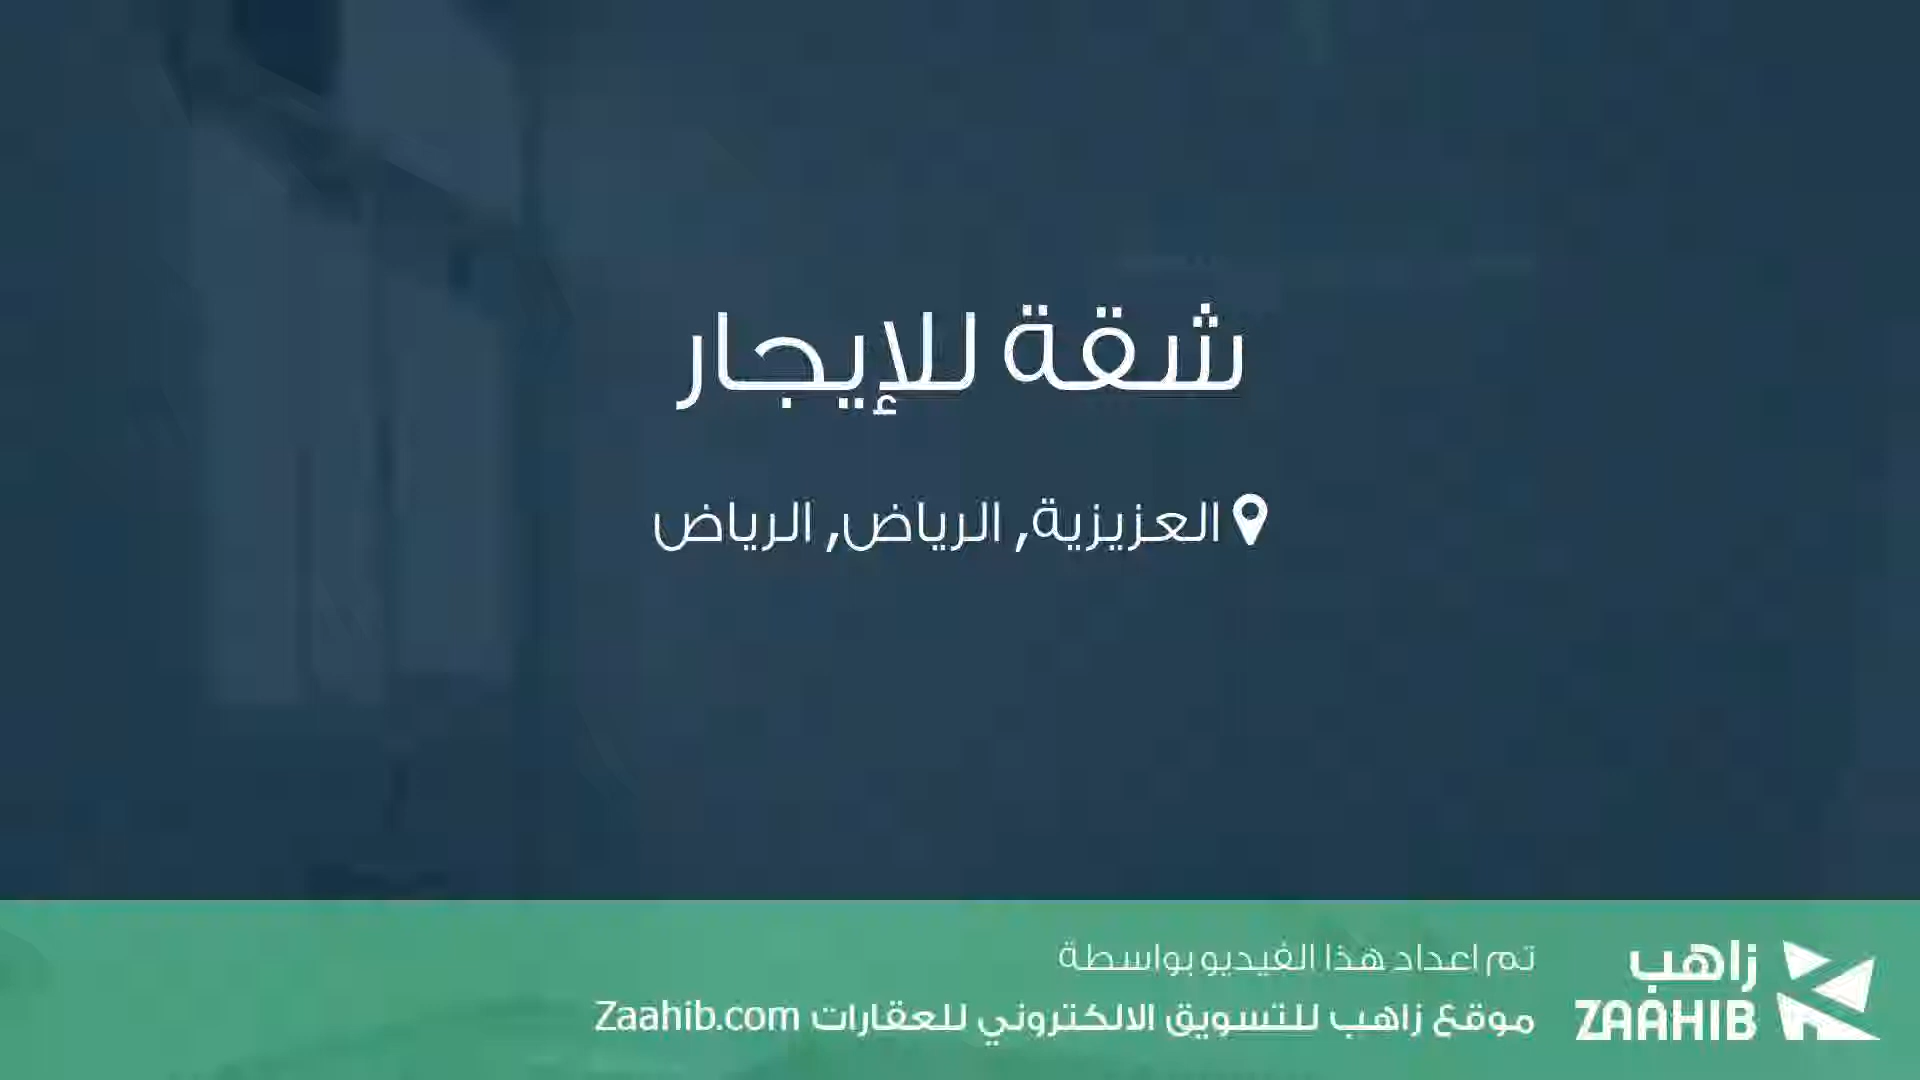 شقة للإيجار
العزيزية, الرياض, الرياض
تم اعداد هذا الفيديو بواسطة
موقع زاهب للتسويق الالكتروني للعقارات Zaahib.com
زاهب
ZAAHIB